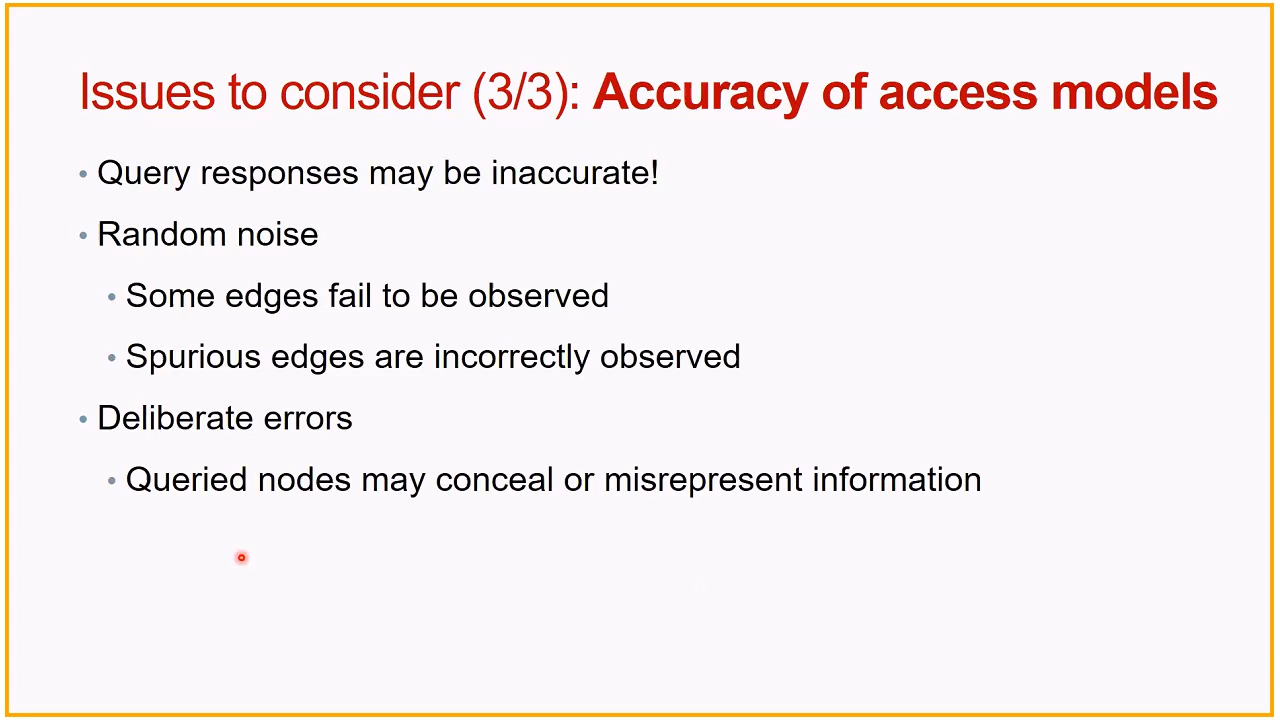 Issues to consider (3/3): Accuracy of access models
• Query responses may be inaccurate!
• Random noise
• Some edges fail to be observed
• Spurious edges are incorrectly observed
• Deliberate errors
• Queried nodes may conceal or misrepresent information